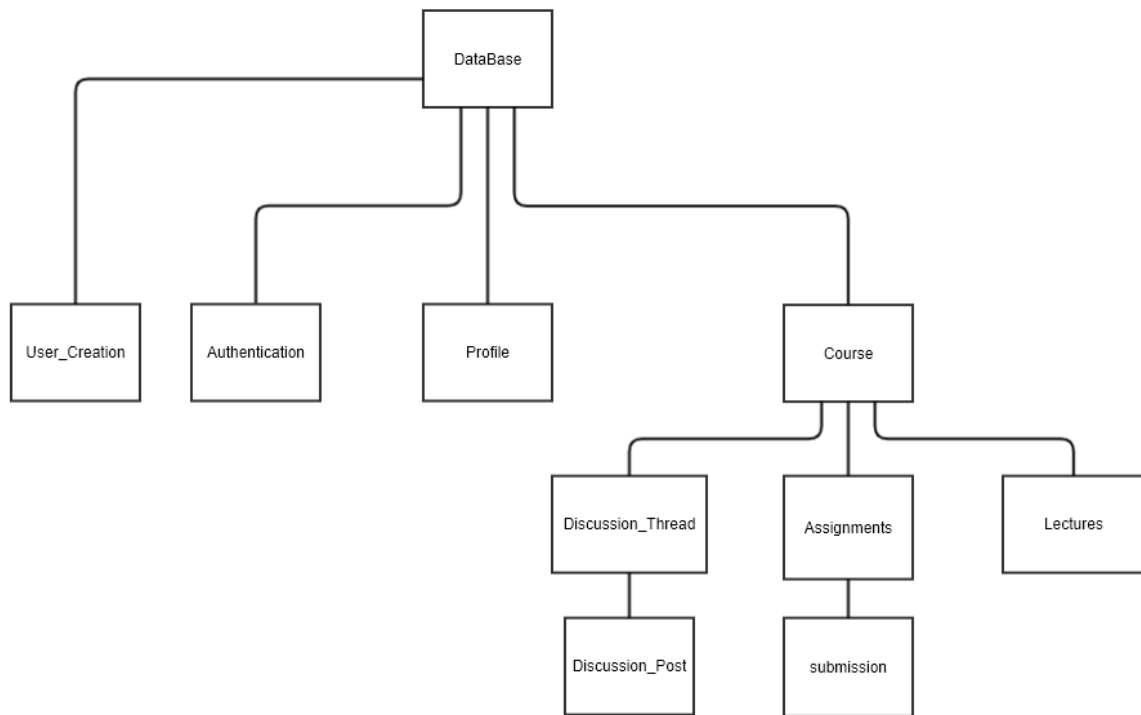 DataBase
User_Creation
Authentication
Profile
Course
Discussion_Thread
Assignments
Lectures
Discussion_Post
submission